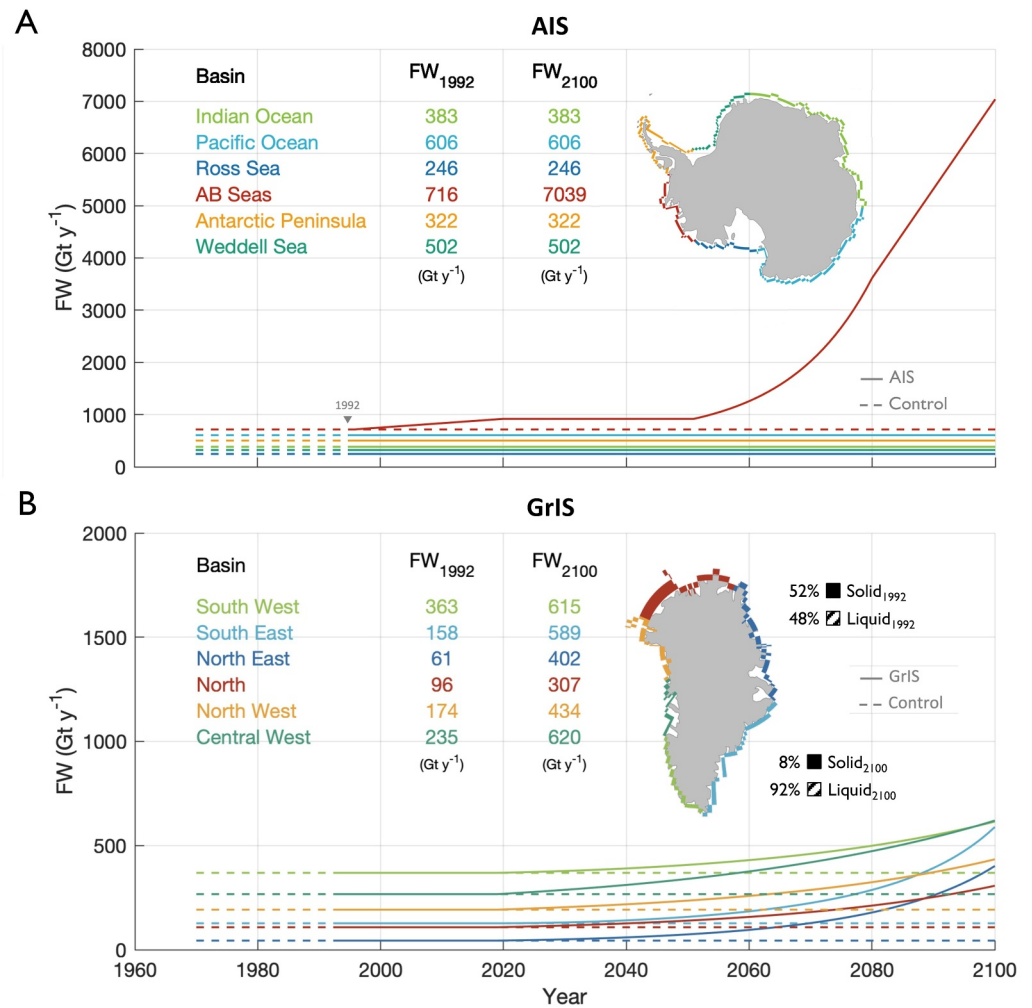 A
AIS
8000
7000
6000
5000
4000
3000
2000
1000
0
FW (Gt y⁻¹)
Basin FW₁₉₉₂ FW₂₁₀₀
Indian Ocean 383 383
Pacific Ocean 606 606
Ross Sea 246 246
AB Seas 716 7039
Antarctic Peninsula 322 322
Weddell Sea 502 502
(Gt y⁻¹) (Gt y⁻¹)
1992
AIS
Control
B
GrIS
2000
1500
1000
500
0
FW (Gt y⁻¹)
Basin FW₁₉₉₂ FW₂₁₀₀
South West 363 615
South East 158 589
North East 61 402
North 96 307
North West 174 434
Central West 235 620
(Gt y⁻¹) (Gt y⁻¹)
52% Solid₁₉₉₂
48% Liquid₁₉₉₂
GrIS
Control
8% Solid₂₁₀₀
92% Liquid₂₁₀₀
1960 1980 2000 2020 2040 2060 2080 2100
Year